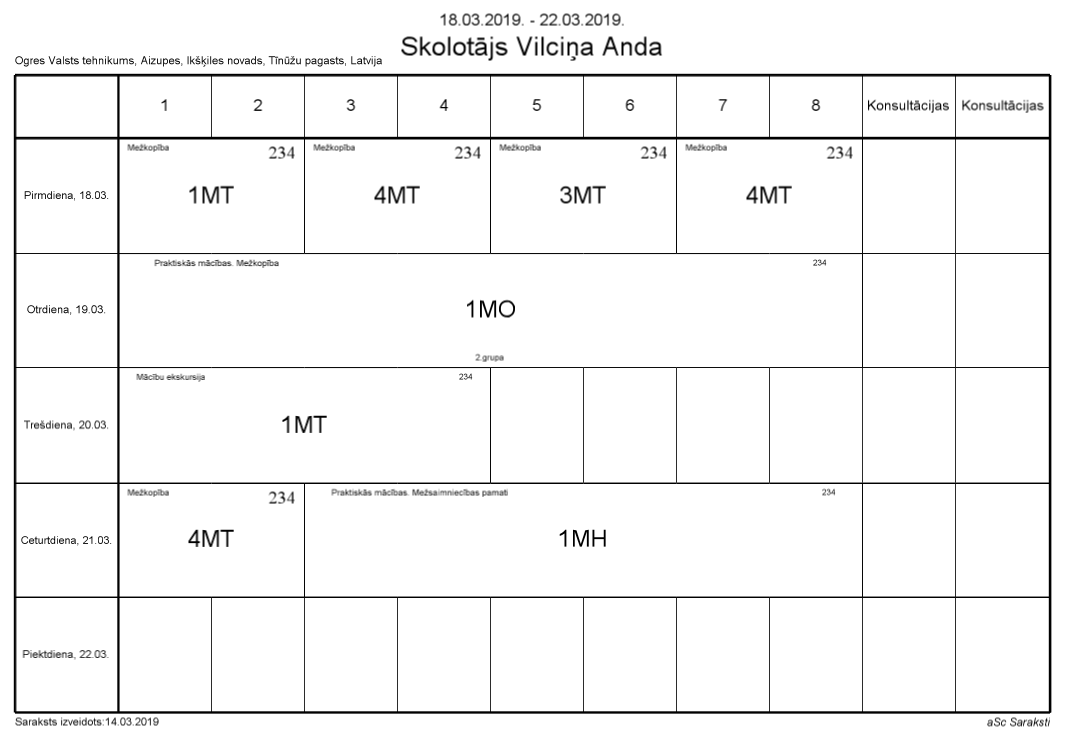 18.03.2019. - 22.03.2019.
Skolotājs Vilciņa Anda
Ogres Valsts tehnikums, Aizupes, Ikšķiles novads, Tīnūžu pagasts, Latvija
1 2 3 4 5 6 7 8 Konsultācijas Konsultācijas
Mežkopība 234 Mežkopība 234 Mežkopība 234 Mežkopība 234
Pirmdiena, 18.03. 1MT 4MT 3MT 4MT
Praktiskās mācības. Mežkopība 234
Otrdiena, 19.03. 1MO
2.grupa
Mācību ekskursija 234
Trešdiena, 20.03. 1MT
Mežkopība 234 Praktiskās mācības. Mežsaimniecības pamati 234
Ceturtdiena, 21.03. 4MT 1MH
Piektdiena, 22.03.
Saraksts izveidots:14.03.2019 aSc Saraksti